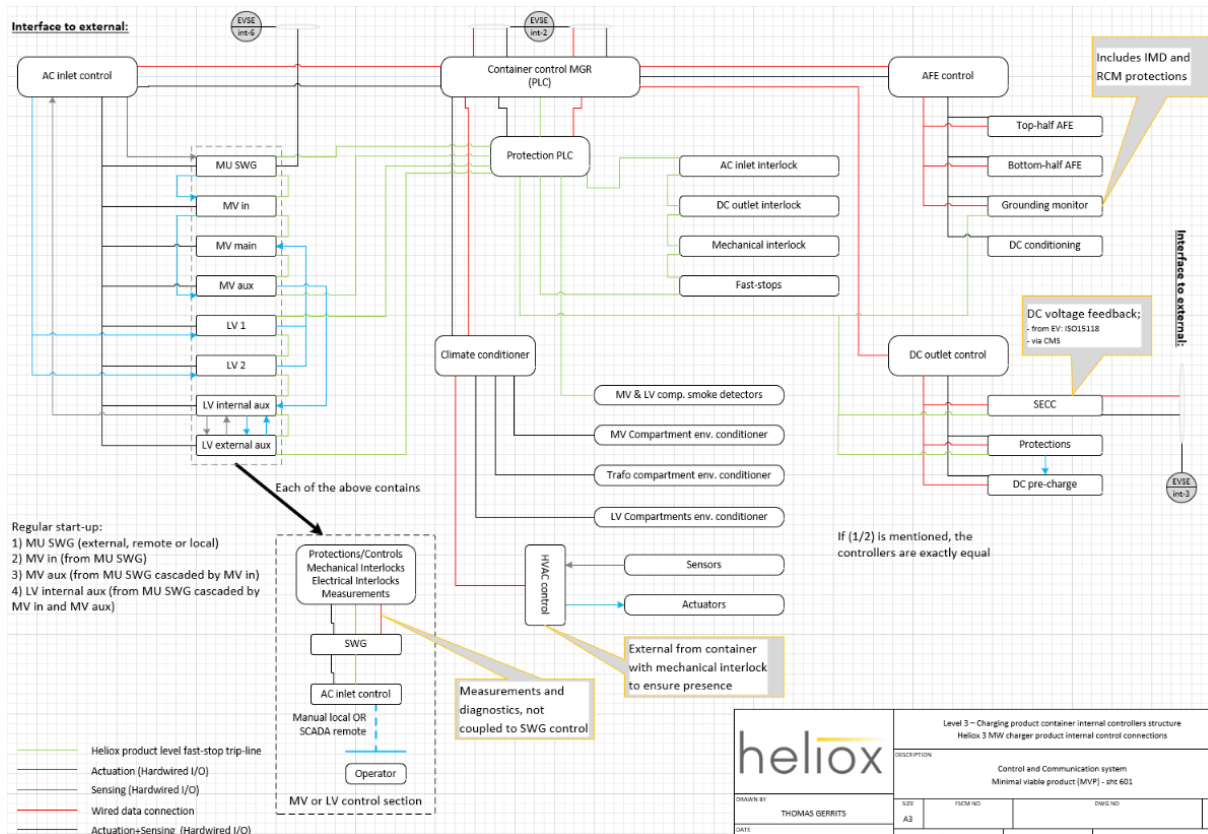 Interface to external:
EVSE
int-6
EVSE
int-2
AC inlet control
Container control MGR
(PLC)
AFE control
Includes IMD and
RCM protections
Top-half AFE
Bottom-half AFE
Grounding monitor
DC conditioning
Protection PLC
MU SWG
MV in
MV main
MV aux
LV 1
LV 2
LV internal aux
LV external aux
AC inlet interlock
DC outlet interlock
Mechanical interlock
Fast-stops
Interface to external:
DC voltage feedback;
- from EV: ISO15118
- via CMS
Climate conditioner
DC outlet control
MV & LV comp. smoke detectors
MV Compartment env. conditioner
Trafo compartment env. conditioner
LV Compartments env. conditioner
SECC
Protections
DC pre-charge
EVSE
int-3
Each of the above contains
Regular start-up:
1) MU SWG (external, remote or local)
2) MV in (from MU SWG)
3) MV aux (from MU SWG cascaded by MV in)
4) LV internal aux (from MU SWG cascaded by
MV in and MV aux)
If (1/2) is mentioned, the
controllers are exactly equal
Protections/Controls
Mechanical Interlocks
Electrical Interlocks
Measurements
SWG
AC inlet control
Manual local OR
SCADA remote
Operator
MV or LV control section
HVAC control
Sensors
Actuators
External from container
with mechanical interlock
to ensure presence
Measurements and
diagnostics, not
coupled to SWG control
Heliox product level fast-stop trip-line
Actuation (Hardwired I/O)
Sensing (Hardwired I/O)
Wired data connection
Actuation+Sensing (Hardwired I/O)
heliox
Level 3 – Charging product container internal controllers structure
Heliox 3 MW charger product internal control connections
DESCRIPTION
Control and Communication system
Minimal viable product (MVP) - sht 601
DRAWN BY
THOMAS GERRITS
DATE
SIZE
A3
FSCM NO
DWG NO